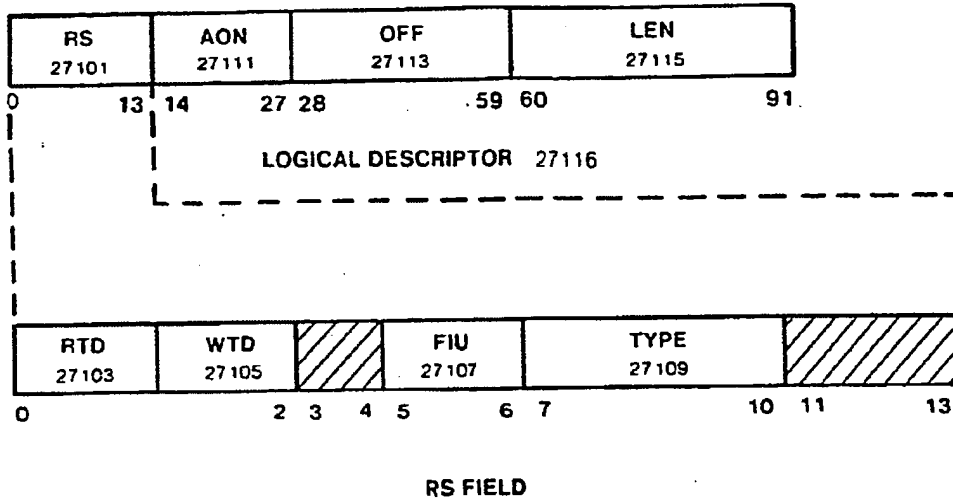 RS AON OFF LEN
27101 27111 27113 27115
0 13 14 27 28 59 60 91
LOGICAL DESCRIPTOR 27116
RTD WTD FIU TYPE
27103 27105 27107 27109
0 2 3 4 5 6 7 10 11 13
RS FIELD